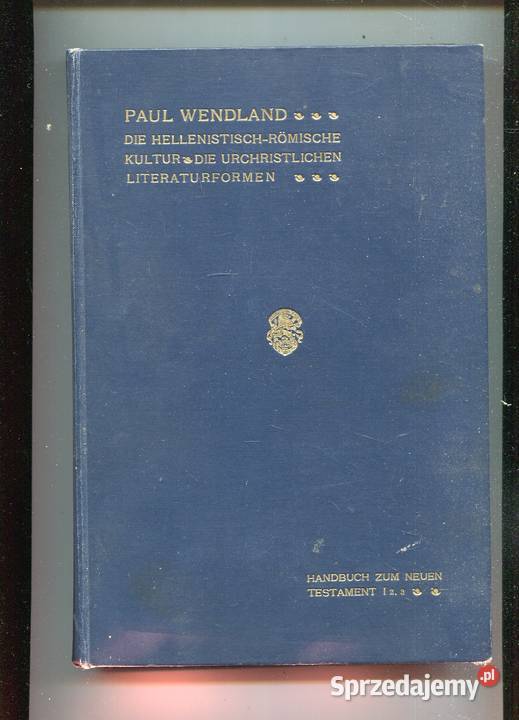 PAUL WENDLAND
DIE HELLENISTISCH-RÖMISCHE
KULTUR DIE URCHRISTLICHEN
LITERATURFORMEN
HANDBUCH ZUM NEUEN
TESTAMENT I 2. 3
Sprzedajemy.pl